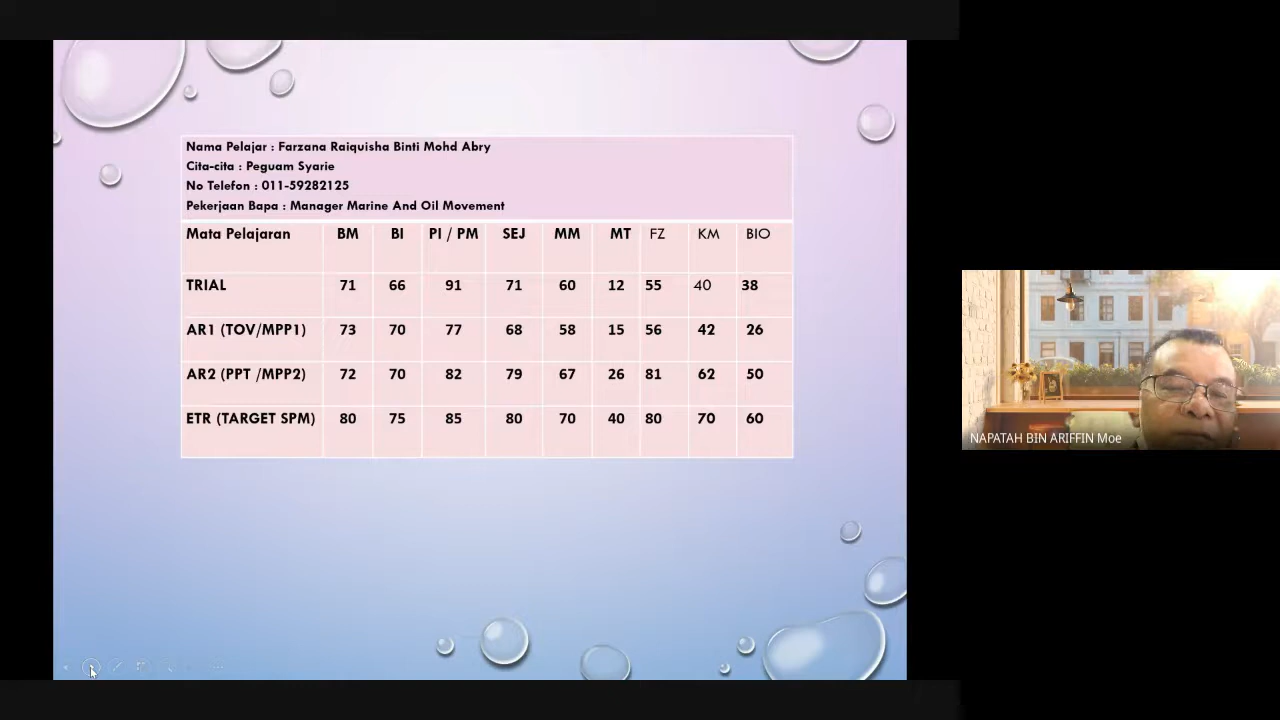 Nama Pelajar : Farzana Raiquisha Binti Mohd Abry
Cita-cita : Peguam Syarie
No Telefon : 011-59282125
Pekerjaan Bapa : Manager Marine And Oil Movement
Mata Pelajaran BM BI PI / PM SEJ MM MT FZ KM BIO
TRIAL 71 66 91 71 60 12 55 40 38
AR1 (TOV/MPP1) 73 70 77 68 58 15 56 42 26
AR2 (PPT /MPP2) 72 70 82 79 67 26 81 62 50
ETR (TARGET SPM) 80 75 85 80 70 40 80 70 60
NAPATAH BIN ARIFFIN Moe